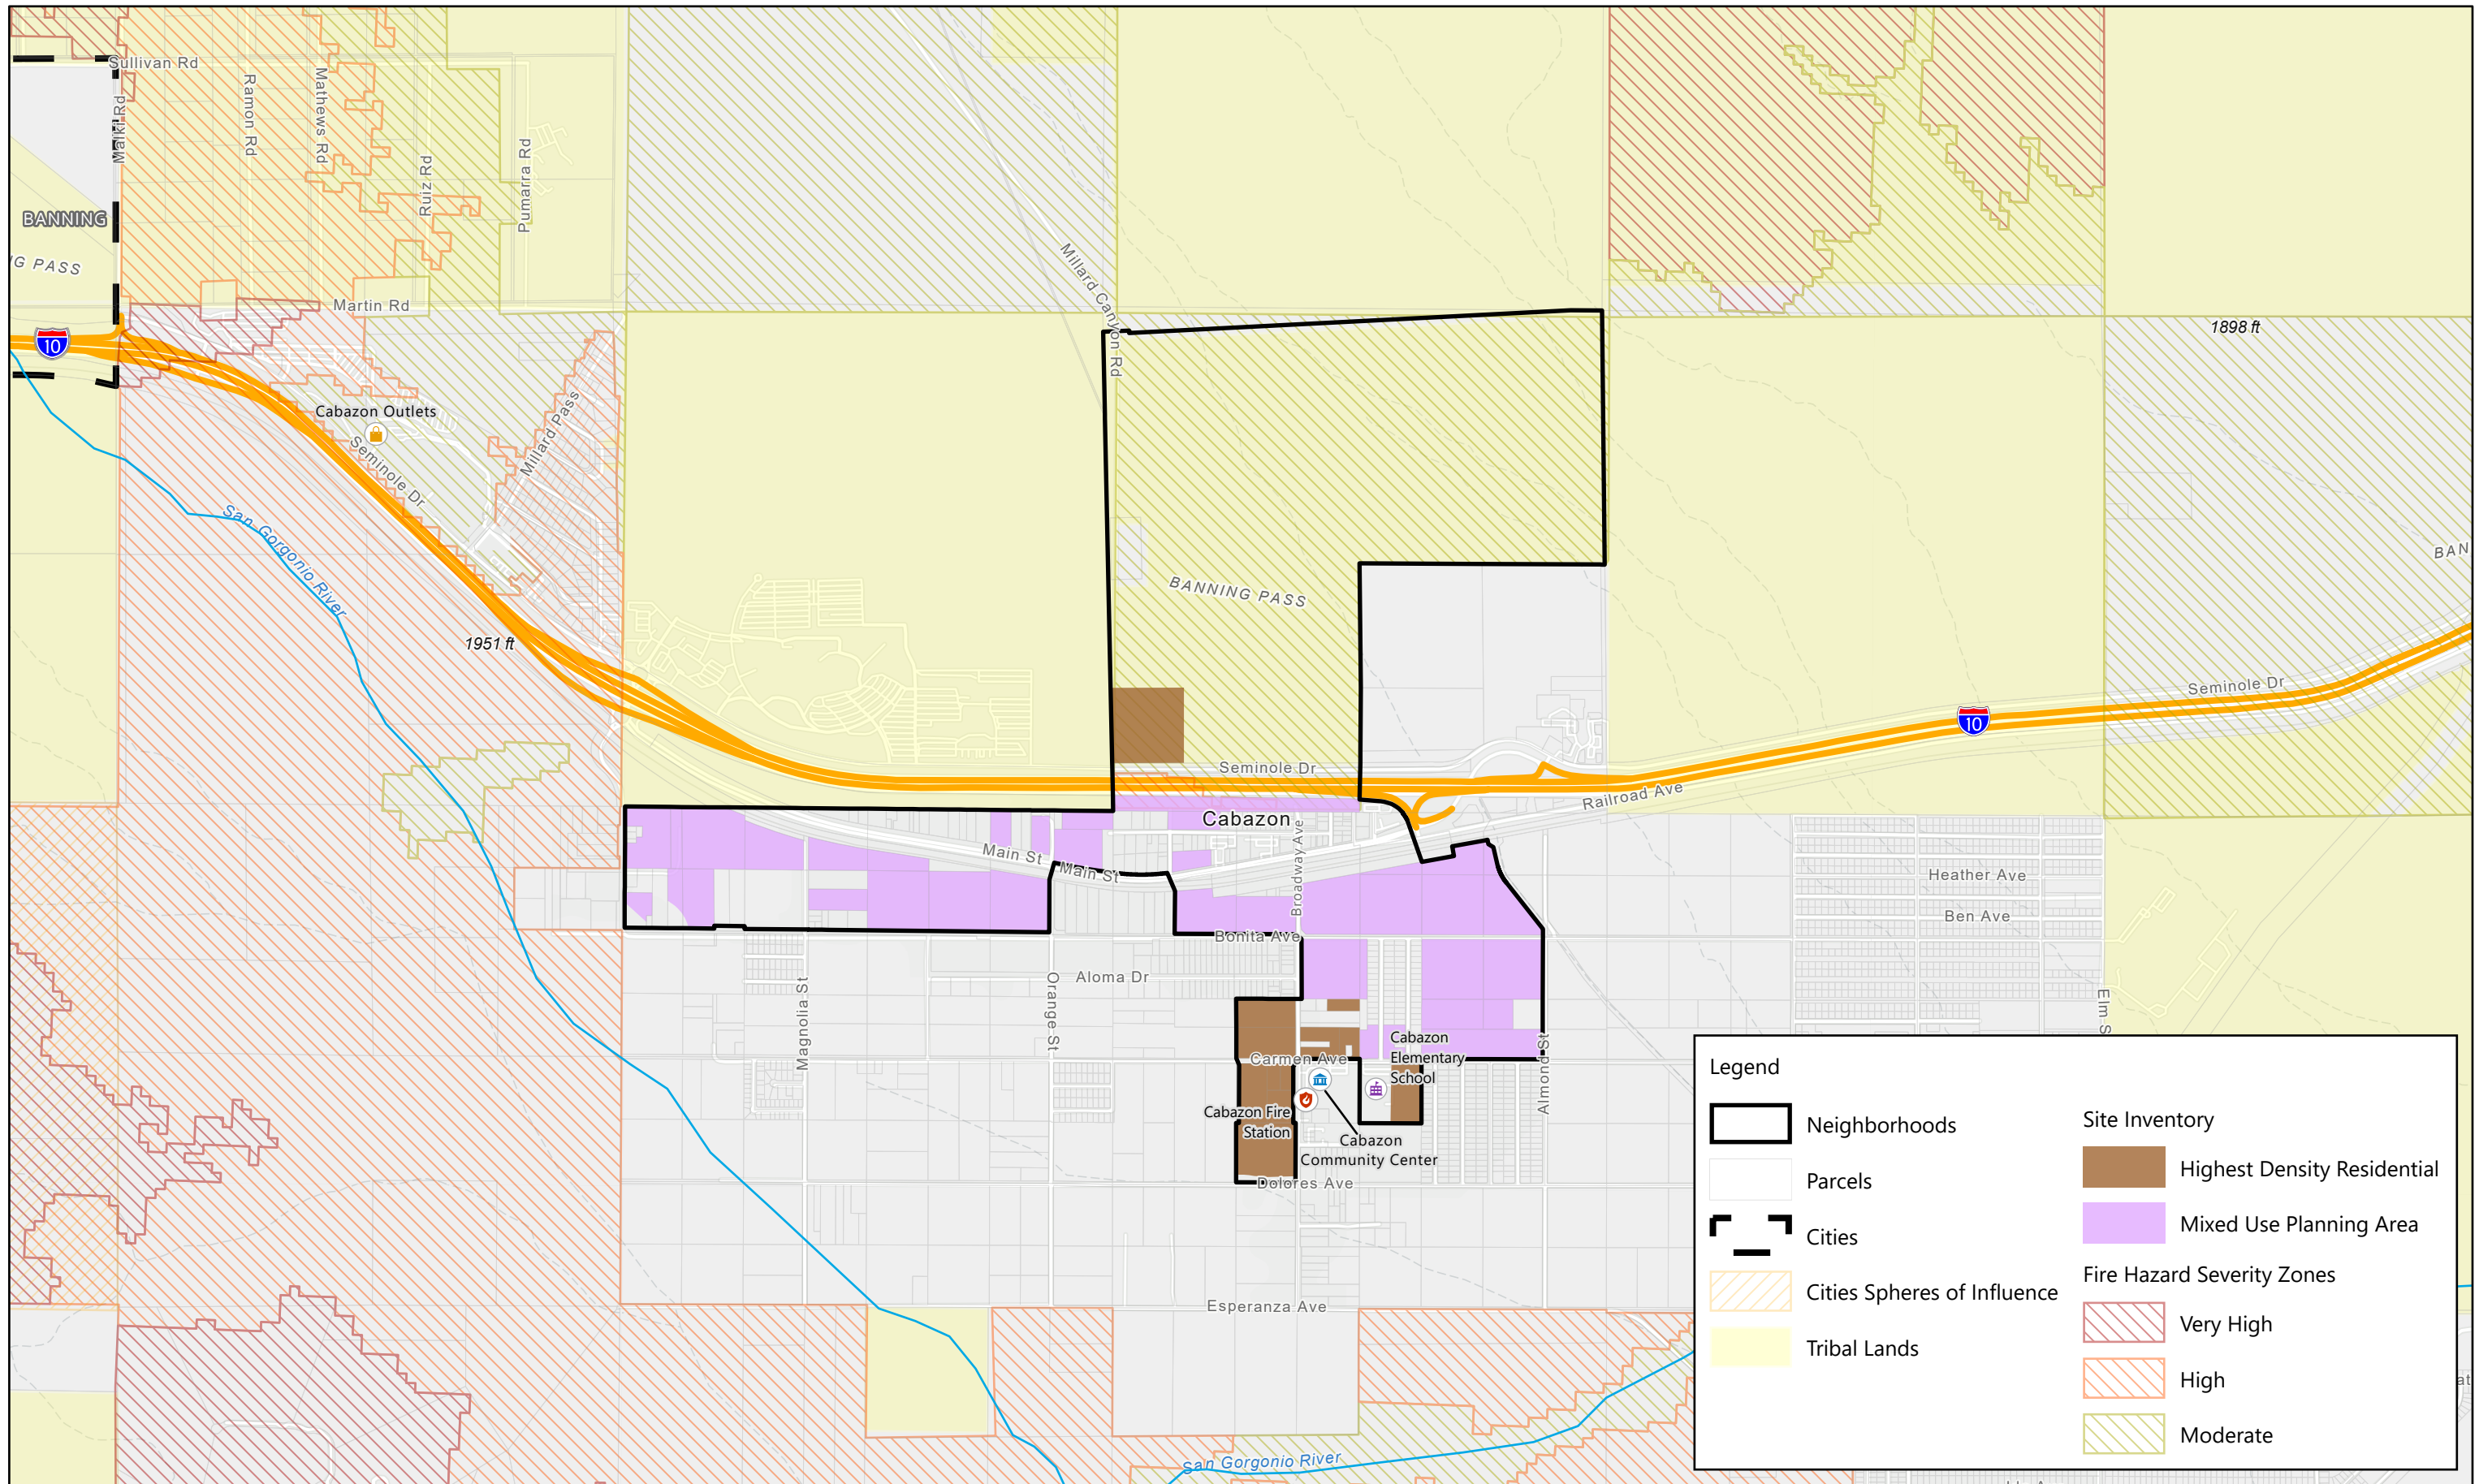 Sullivan Rd
Malki Rd
Ramon Rd
Mathews Rd
Ruiz Rd
Pumarra Rd
BANNING
PASS
Martin Rd
Millard Canyon Rd
1898 ft
10
Cabazon Outlets
Seminole Dr
Millard Pass
San Gorgonio River
BANNING PASS
BAN
1951 ft
Seminole Dr
10
Seminole Dr
Railroad Ave
Cabazon
Main St
Main St
Broadway Ave
Heather Ave
Ben Ave
Bonita Ave
Aloma Dr
Magnolia St
Orange St
Elm S
Almond St
Carmen Ave
Cabazon
Elementary
School
Cabazon Fire
Station
Cabazon
Community Center
Dolores Ave
Esperanza Ave
San Gorgonio River
Legend
Neighborhoods
Parcels
Cities
Cities Spheres of Influence
Tribal Lands
Site Inventory
Highest Density Residential
Mixed Use Planning Area
Fire Hazard Severity Zones
Very High
High
Moderate